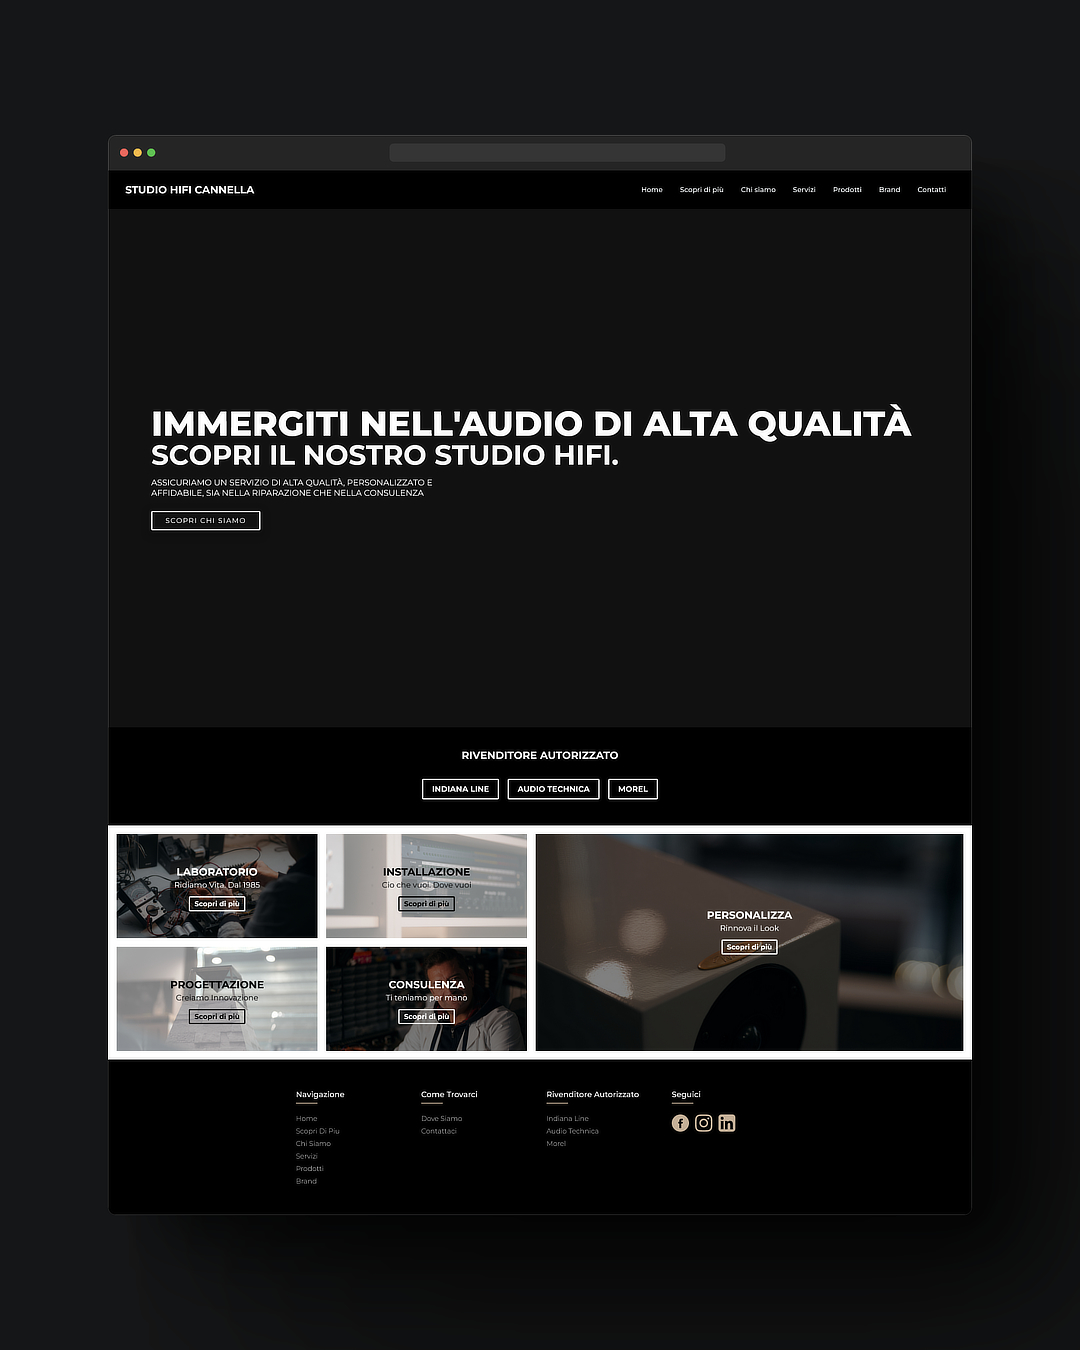 STUDIO HIFI CANNELLA
Home Scopri di più Chi siamo Servizi Prodotti Brand Contatti
IMMERGITI NELL'AUDIO DI ALTA QUALITÀ
SCOPRI IL NOSTRO STUDIO HIFI.
ASSICURIAMO UN SERVIZIO DI ALTA QUALITÀ, PERSONALIZZATO E
AFFIDABILE, SIA NELLA RIPARAZIONE CHE NELLA CONSULENZA
SCOPRI CHI SIAMO
RIVENDITORE AUTORIZZATO
INDIANA LINE AUDIO TECHNICA MOREL
LABORATORIO
Ridiamo Vita, Dal 1985
Scopri di più
INSTALLAZIONE
Cio che vuoi. Dove vuoi
Scopri di più
PROGETTAZIONE
Creiamo Innovazione
Scopri di più
CONSULENZA
Ti teniamo per mano
Scopri di più
PERSONALIZZA
Rinnova il Look
Scopri di più
Navigazione
Home
Scopri Di Piu
Chi Siamo
Servizi
Prodotti
Brand
Come Trovarci
Dove Siamo
Contattaci
Rivenditore Autorizzato
Indiana Line
Audio Technica
Morel
Seguici